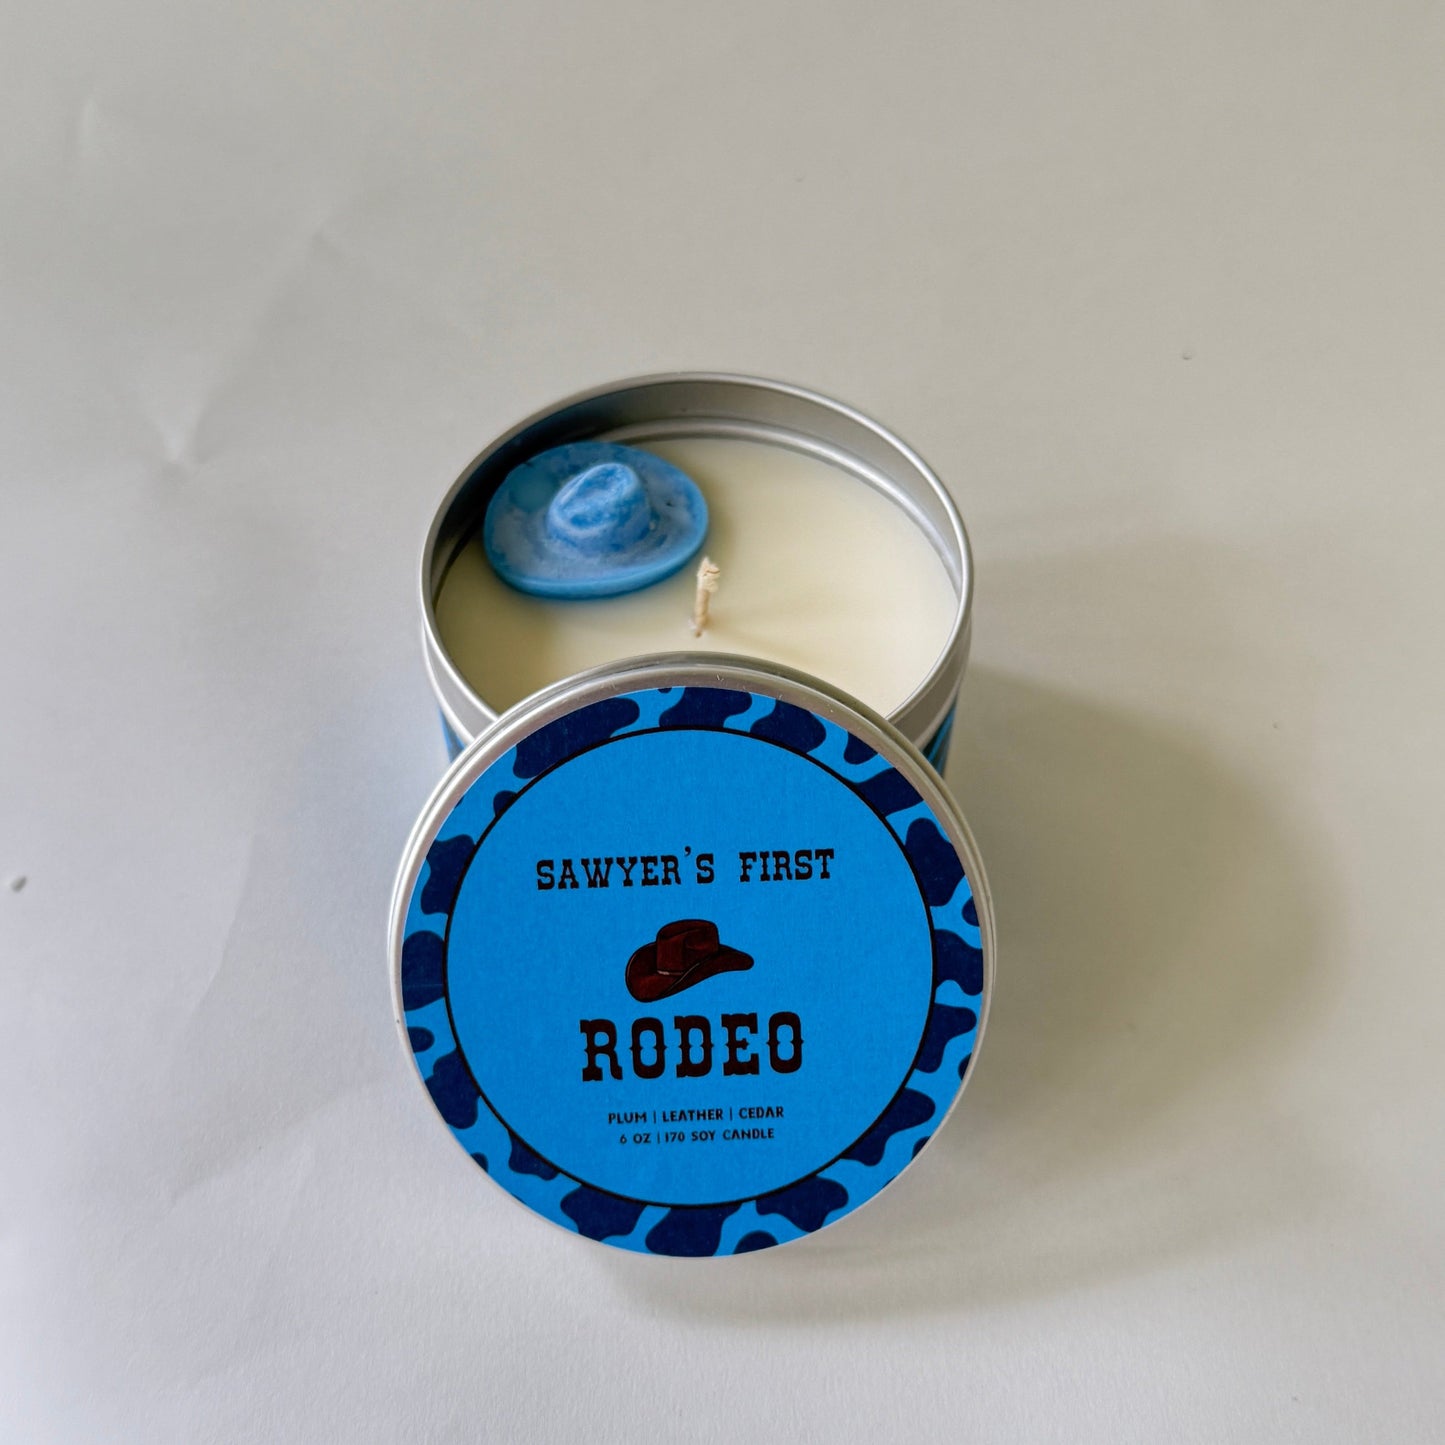 SAWYER'S FIRST
RODEO
PLUM | LEATHER | CEDAR
6 OZ | 170 SOY CANDLE